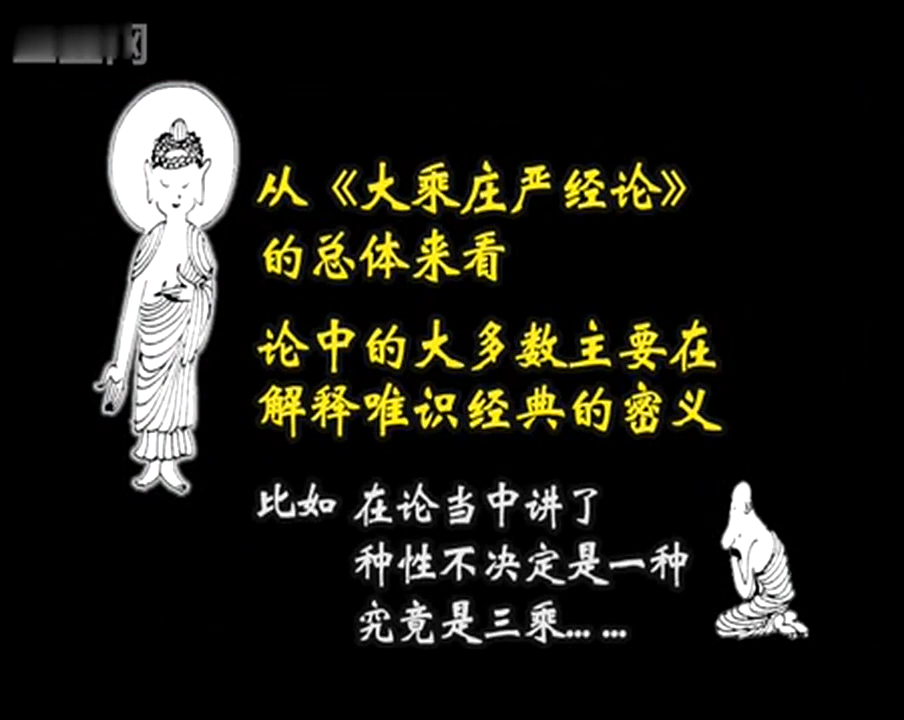 从《大乘庄严经论》
的总体来看
论中的大多数主要在
解释唯识经典的密义
比如 在论当中讲了
种性不决定是一种
究竟是三乘... ...